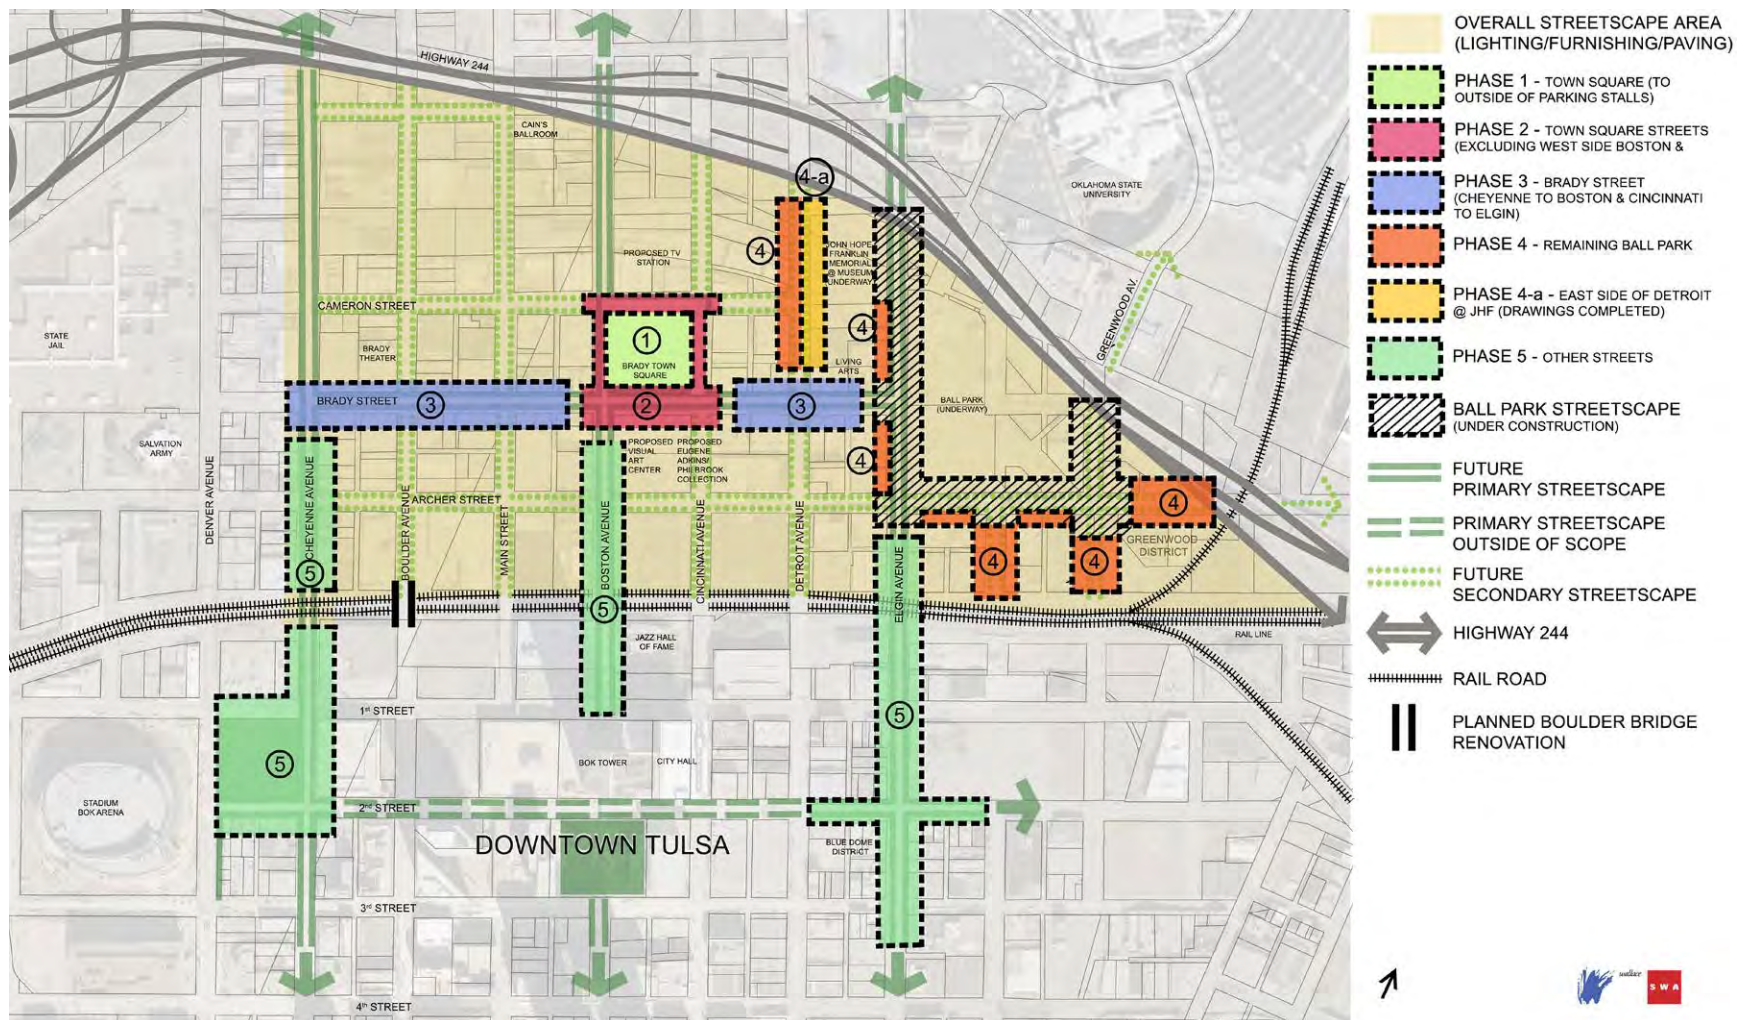 HIGHWAY 244
CAIN'S
BALLROOM
4-a
OKLAHOMA STATE
UNIVERSITY
4
JOHN HOPE
FRANKLIN
MEMORIAL
@ MUSEUM
UNDERWAY
PROPOSED TV
STATION
CAMERON STREET
GREENWOOD AV.
STATE
JAIL
BRADY
THEATER
1
BRADY TOWN
SQUARE
4
LIVING
ARTS
BRADY STREET
3
2
3
BALL PARK
(UNDERWAY)
SALVATION
ARMY
PROPOSED
VISUAL
ART
CENTER
PROPOSED
EUGENE
ADKINS/
PHILBROOK
COLLECTION
4
DENVER AVENUE
CHEYENNE AVENUE
BOULDER AVENUE
ARCHER STREET
MAIN STREET
BOSTON AVENUE
CINCINNATI AVENUE
DETROIT AVENUE
ELGIN AVENUE
4
GREENWOOD
DISTRICT
4
4
5
5
JAZZ HALL
OF FAME
RAIL LINE
1st STREET
5
5
BOK TOWER
CITY HALL
STADIUM
BOK ARENA
2nd STREET
DOWNTOWN TULSA
BLUE DOME
DISTRICT
3rd STREET
4th STREET
OVERALL STREETSCAPE AREA
(LIGHTING/FURNISHING/PAVING)
PHASE 1 - TOWN SQUARE (TO
OUTSIDE OF PARKING STALLS)
PHASE 2 - TOWN SQUARE STREETS
(EXCLUDING WEST SIDE BOSTON &
PHASE 3 - BRADY STREET
(CHEYENNE TO BOSTON & CINCINNATI
TO ELGIN)
PHASE 4 - REMAINING BALL PARK
PHASE 4-a - EAST SIDE OF DETROIT
@ JHF (DRAWINGS COMPLETED)
PHASE 5 - OTHER STREETS
BALL PARK STREETSCAPE
(UNDER CONSTRUCTION)
FUTURE
PRIMARY STREETSCAPE
PRIMARY STREETSCAPE
OUTSIDE OF SCOPE
FUTURE
SECONDARY STREETSCAPE
HIGHWAY 244
RAIL ROAD
PLANNED BOULDER BRIDGE
RENOVATION
wallace
SWA